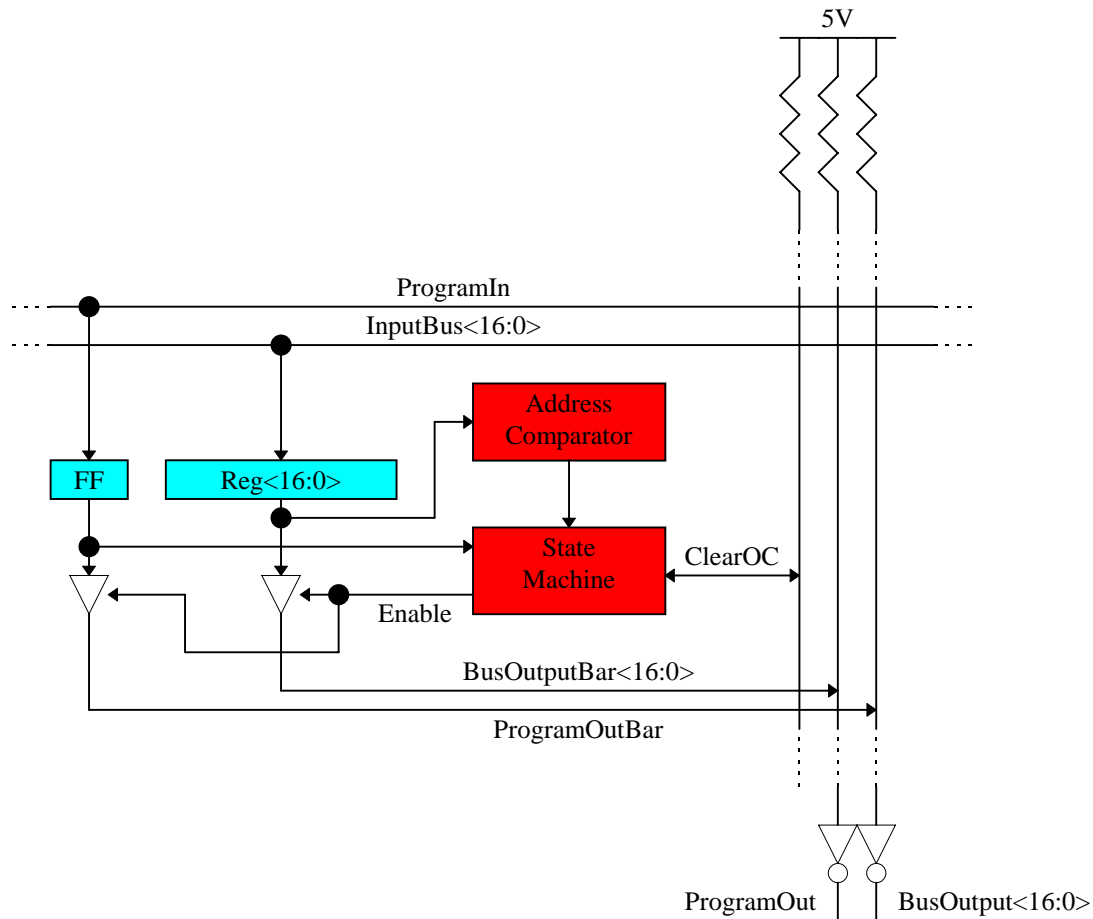 5V
ProgramIn
InputBus<16:0>
Address
Comparator
FF
Reg<16:0>
State
Machine
ClearOC
Enable
BusOutputBar<16:0>
ProgramOutBar
ProgramOut
BusOutput<16:0>